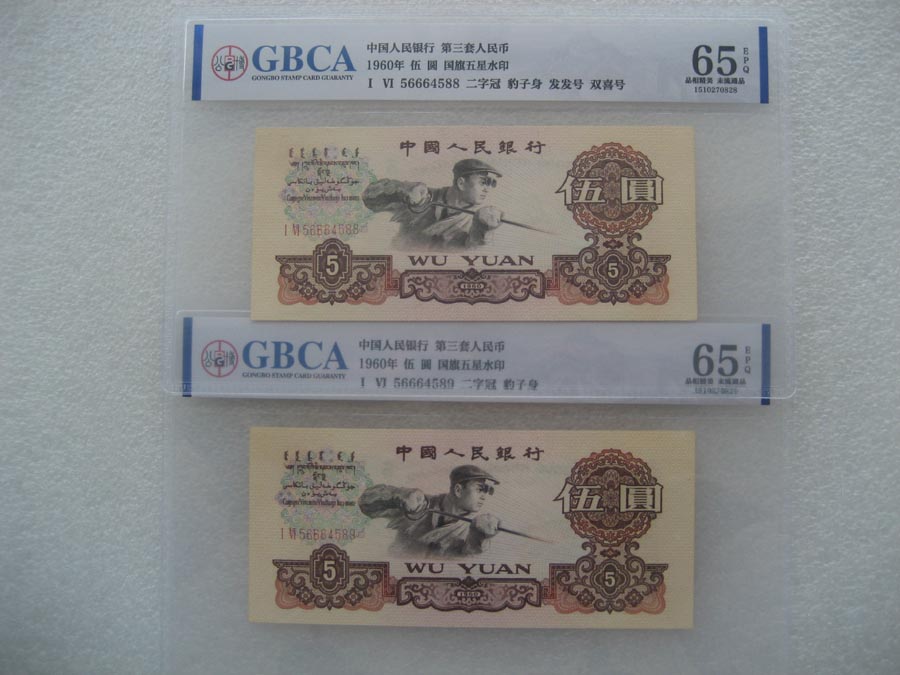 GBCA
GONGBO STAMP CARD GUARANTY
中国人民银行 第三套人民币
1960年 伍 圆 国旗五星水印
I VI 56664588 二字冠 豹子身 发发号 双喜号
65 EPQ
品相精美 未流通品
1510270828
中國人民銀行
伍圓
I VI 56664588
5
WU YUAN
1960
5
GBCA
GONGBO STAMP CARD GUARANTY
中国人民银行 第三套人民币
1960年 伍 圆 国旗五星水印
I VI 56664589 二字冠 豹子身
65 EPQ
品相精美 未流通品
1510270829
中國人民銀行
伍圓
I VI 56664589
5
WU YUAN
1960
5